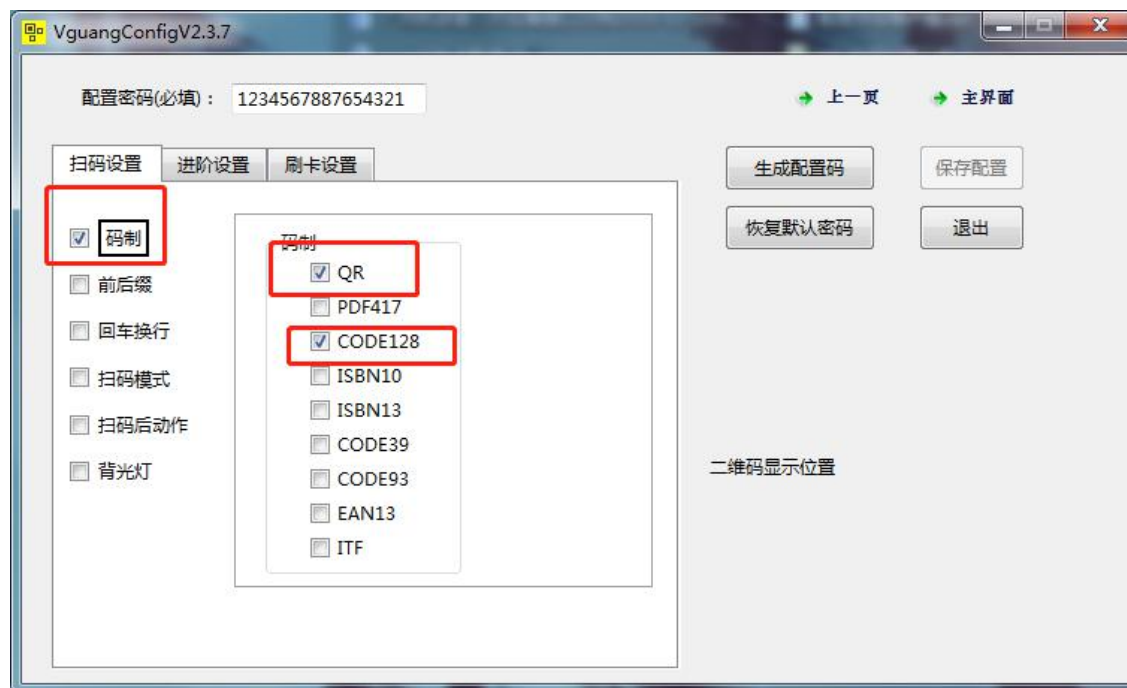 VguangConfigV2.3.7
配置密码(必填)： 1234567887654321
上一页 主界面
扫码设置 进阶设置 刷卡设置
生成配置码 保存配置
恢复默认密码 退出
码制
前后缀
回车换行
扫码模式
扫码后动作
背光灯
码制
QR
PDF417
CODE128
ISBN10
ISBN13
CODE39
CODE93
EAN13
ITF
二维码显示位置